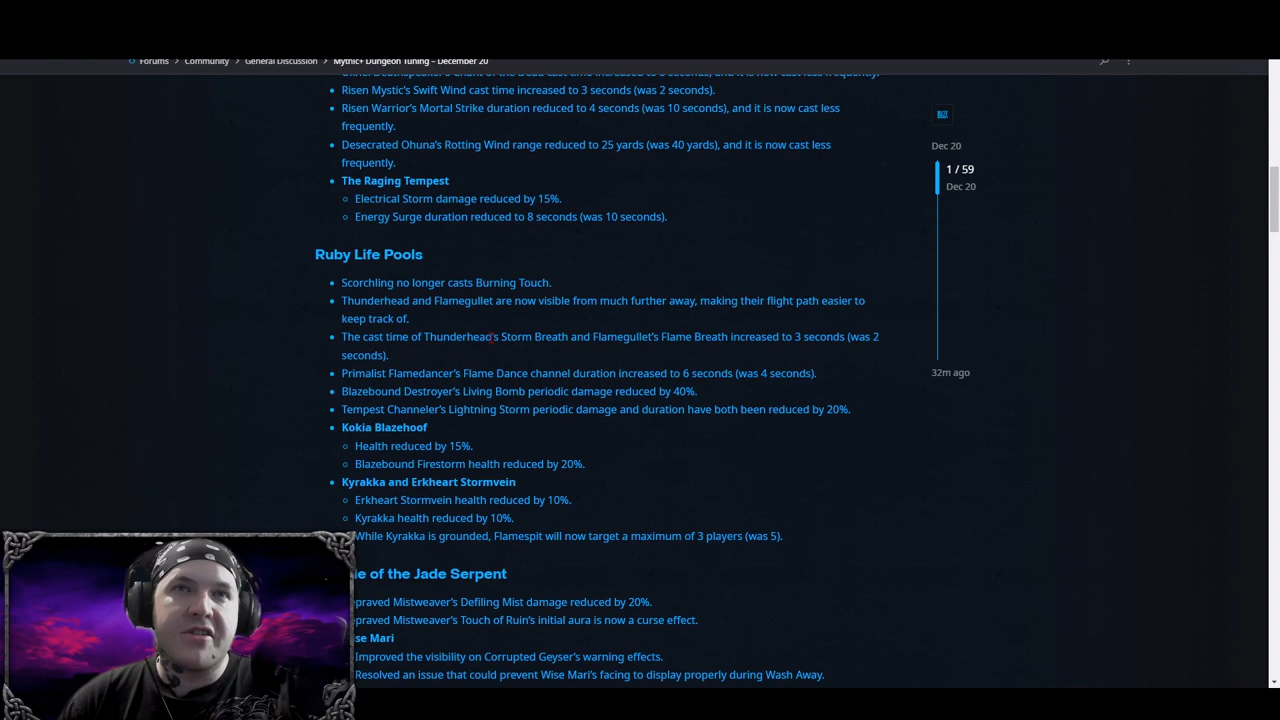 Forums > Community > General Discussion > Mythic+ Dungeon Tuning – December 20
Risen Mystic's Swift Wind cast time increased to 3 seconds (was 2 seconds).
Risen Warrior's Mortal Strike duration reduced to 4 seconds (was 10 seconds), and it is now cast less
frequently.
Desecrated Ohuna's Rotting Wind range reduced to 25 yards (was 40 yards), and it is now cast less
frequently.
The Raging Tempest
Electrical Storm damage reduced by 15%.
Energy Surge duration reduced to 8 seconds (was 10 seconds).
Ruby Life Pools
Scorchling no longer casts Burning Touch.
Thunderhead and Flamegullet are now visible from much further away, making their flight path easier to
keep track of.
The cast time of Thunderhead's Storm Breath and Flamegullet's Flame Breath increased to 3 seconds (was 2
seconds).
Primalist Flamedancer's Flame Dance channel duration increased to 6 seconds (was 4 seconds).
Blazebound Destroyer's Living Bomb periodic damage reduced by 40%.
Tempest Channeler's Lightning Storm periodic damage and duration have both been reduced by 20%.
Kokia Blazehoof
Health reduced by 15%.
Blazebound Firestorm health reduced by 20%.
Kyrakka and Erkheart Stormvein
Erkheart Stormvein health reduced by 10%.
Kyrakka health reduced by 10%.
While Kyrakka is grounded, Flamespit will now target a maximum of 3 players (was 5).
le of the Jade Serpent
epraved Mistweaver's Defiling Mist damage reduced by 20%.
epraved Mistweaver's Touch of Ruin's initial aura is now a curse effect.
se Mari
Improved the visibility on Corrupted Geyser's warning effects.
Resolved an issue that could prevent Wise Mari's facing to display properly during Wash Away.
Dec 20
1 / 59
Dec 20
32m ago